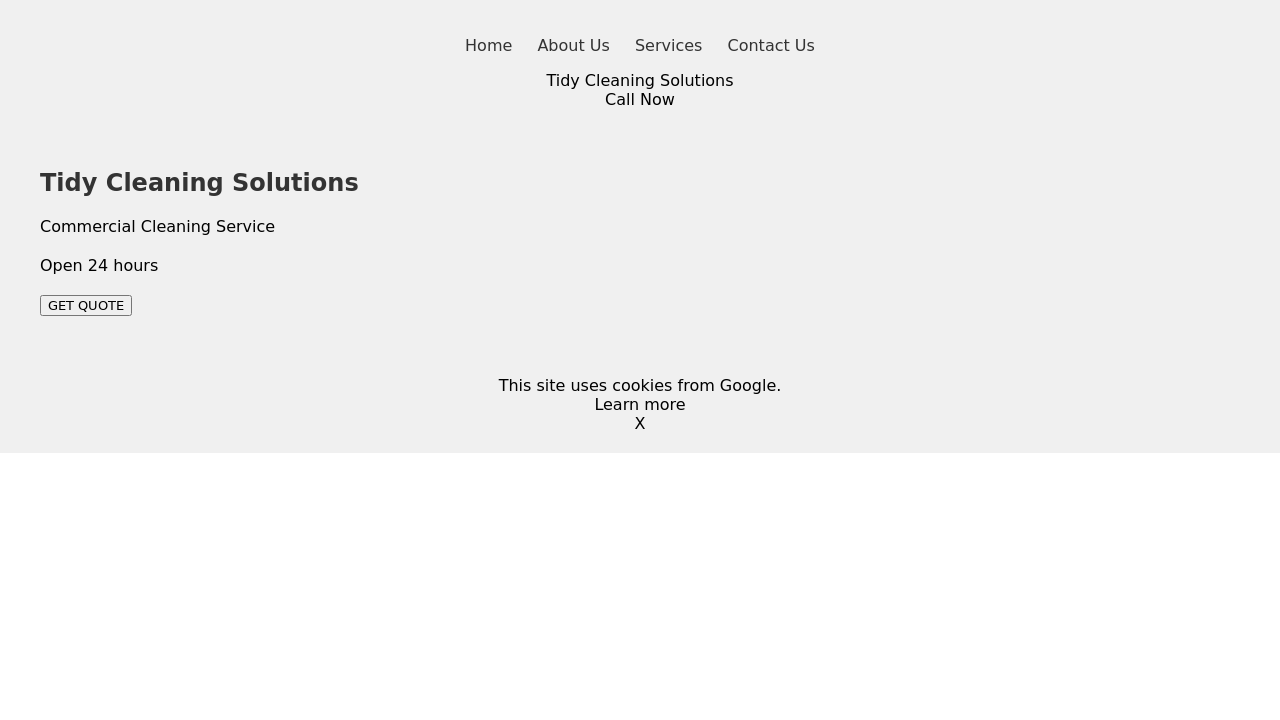 Home About Us Services Contact Us
Tidy Cleaning Solutions
Call Now
Tidy Cleaning Solutions
Commercial Cleaning Service
Open 24 hours
GET QUOTE
This site uses cookies from Google.
Learn more
X